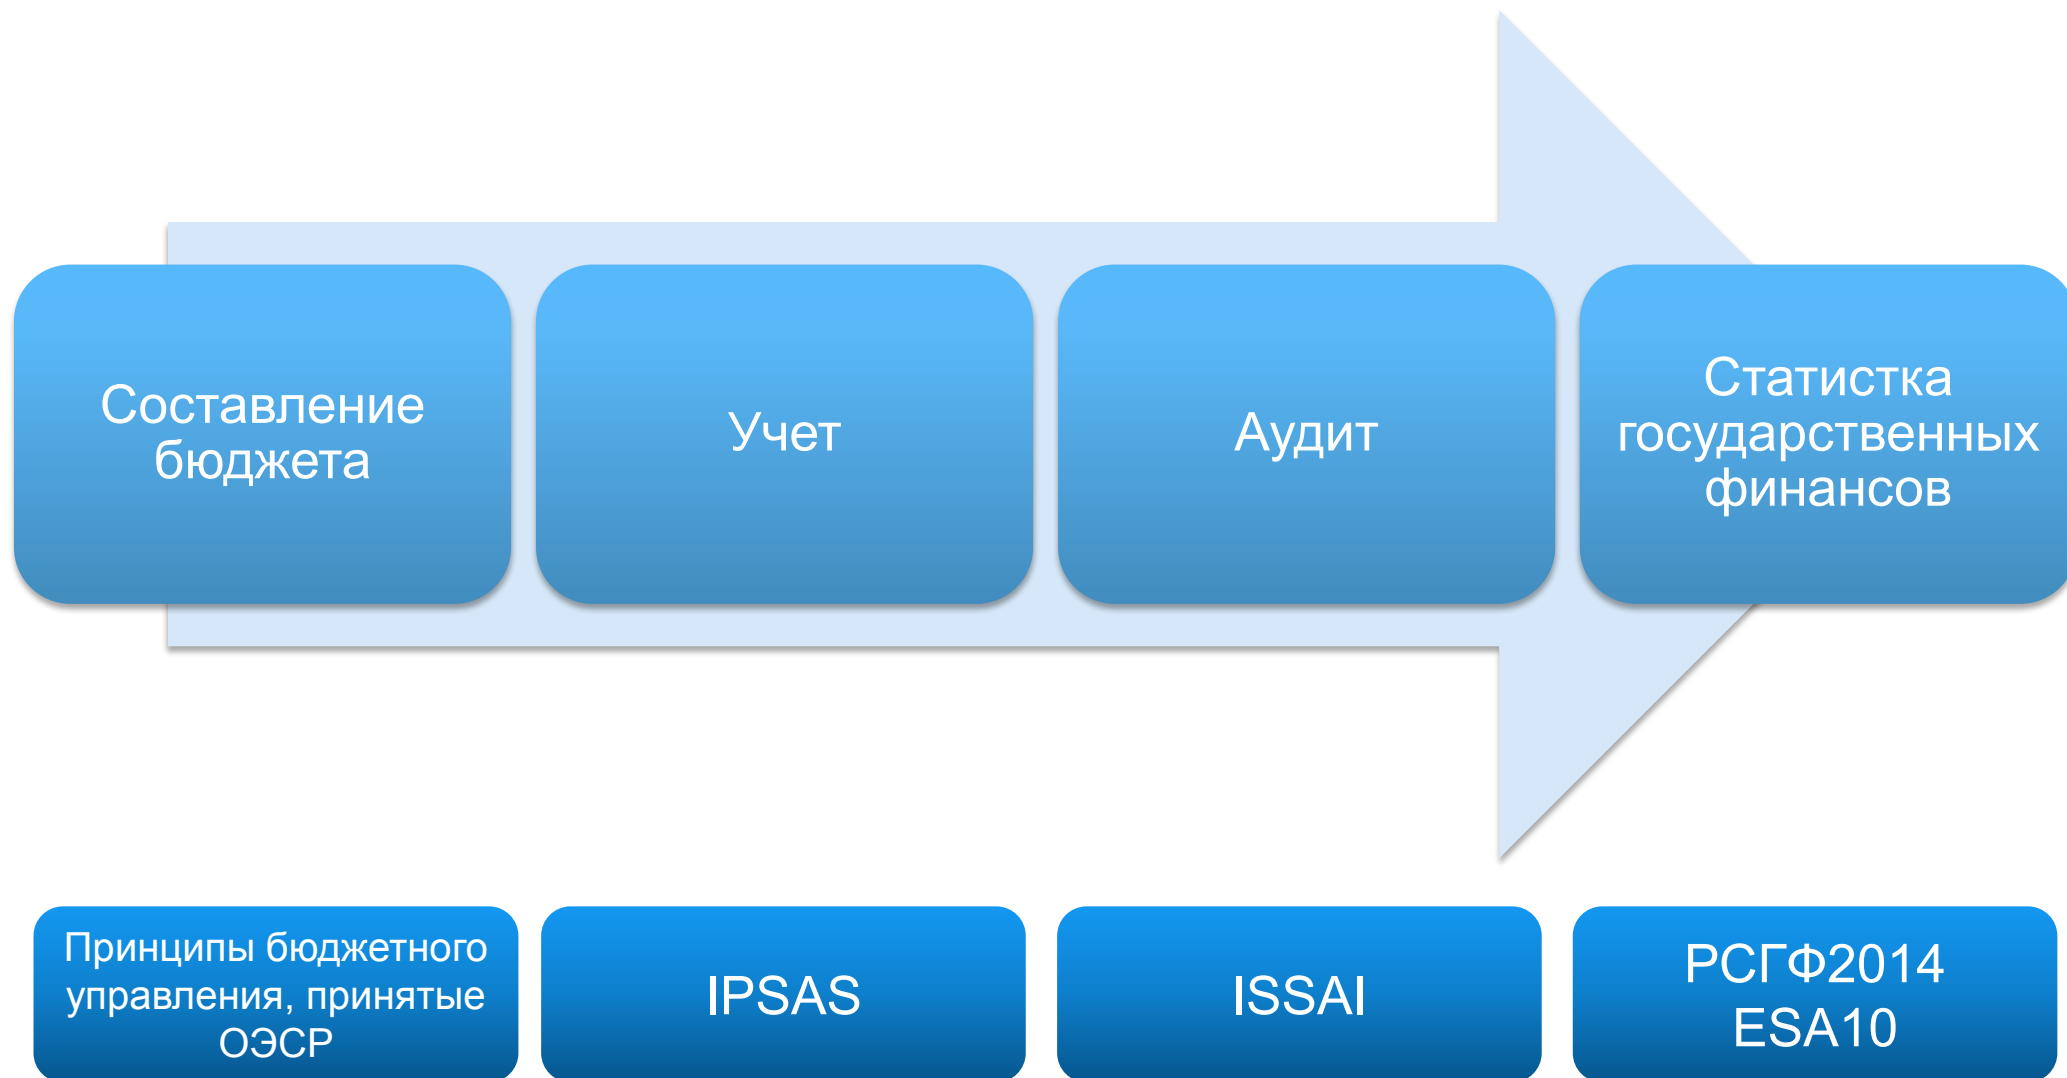 Составление
бюджета
Учет
Аудит
Статистка
государственных
финансов
Принципы бюджетного
управления, принятые
ОЭСР
IPSAS
ISSAI
РСГФ2014
ESA10